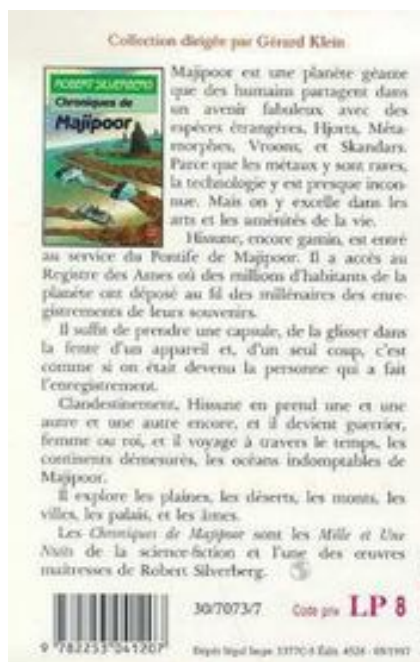 Collection dirigée par Gérard Klein
ROBERT SILVERBERG
Chroniques de
Majipoor
Majipoor est une planète géante
que des humains partagent dans
un avenir fabuleux avec des
espèces étrangères, Hjorts, Méta-
morphes, Vroons, et Skandars.
Parce que les métaux y sont rares,
la technologie y est presque incon-
nue. Mais on y excelle dans les
arts et les aménités de la vie.
Hissune, encore gamin, est entré
au service du Pontife de Majipoor. Il a accès au
Registre des Ames où des millions d'habitants de la
planète ont déposé au fil des millénaires des enre-
gistrements de leurs souvenirs.
Il suffit de prendre une capsule, de la glisser dans
la fente d'un appareil et, d'un seul coup, c'est
comme si on était devenu la personne qui a fait
l'enregistrement.
Clandestinement, Hissune en prend une et une
autre et une autre encore, et il devient guerrier,
femme ou roi, et il voyage à travers le temps, les
continents démesurés, les océans indomptables de
Majipoor.
Il explore les plaines, les déserts, les monts, les
villes, les palais, et les âmes.
Les Chroniques de Majipoor sont les Mille et Une
Nuits de la science-fiction et l'une des œuvres
maîtresses de Robert Silverberg.
30/7073/7
Code prix LP 8
9 782253 041207
Dépôt légal Impr.